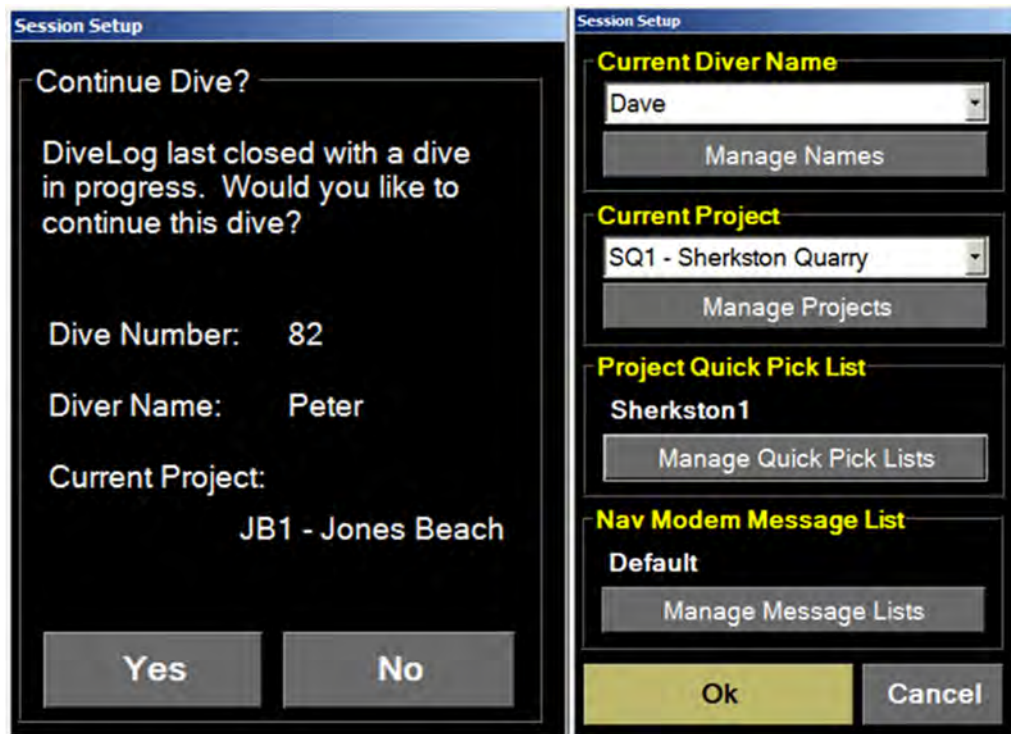 Session Setup
Continue Dive?
DiveLog last closed with a dive
in progress.  Would you like to
continue this dive?
Dive Number: 82
Diver Name: Peter
Current Project:
JB1 - Jones Beach
Yes No
Session Setup
Current Diver Name
Dave
Manage Names
Current Project
SQ1 - Sherkston Quarry
Manage Projects
Project Quick Pick List
Sherkston1
Manage Quick Pick Lists
Nav Modem Message List
Default
Manage Message Lists
Ok Cancel